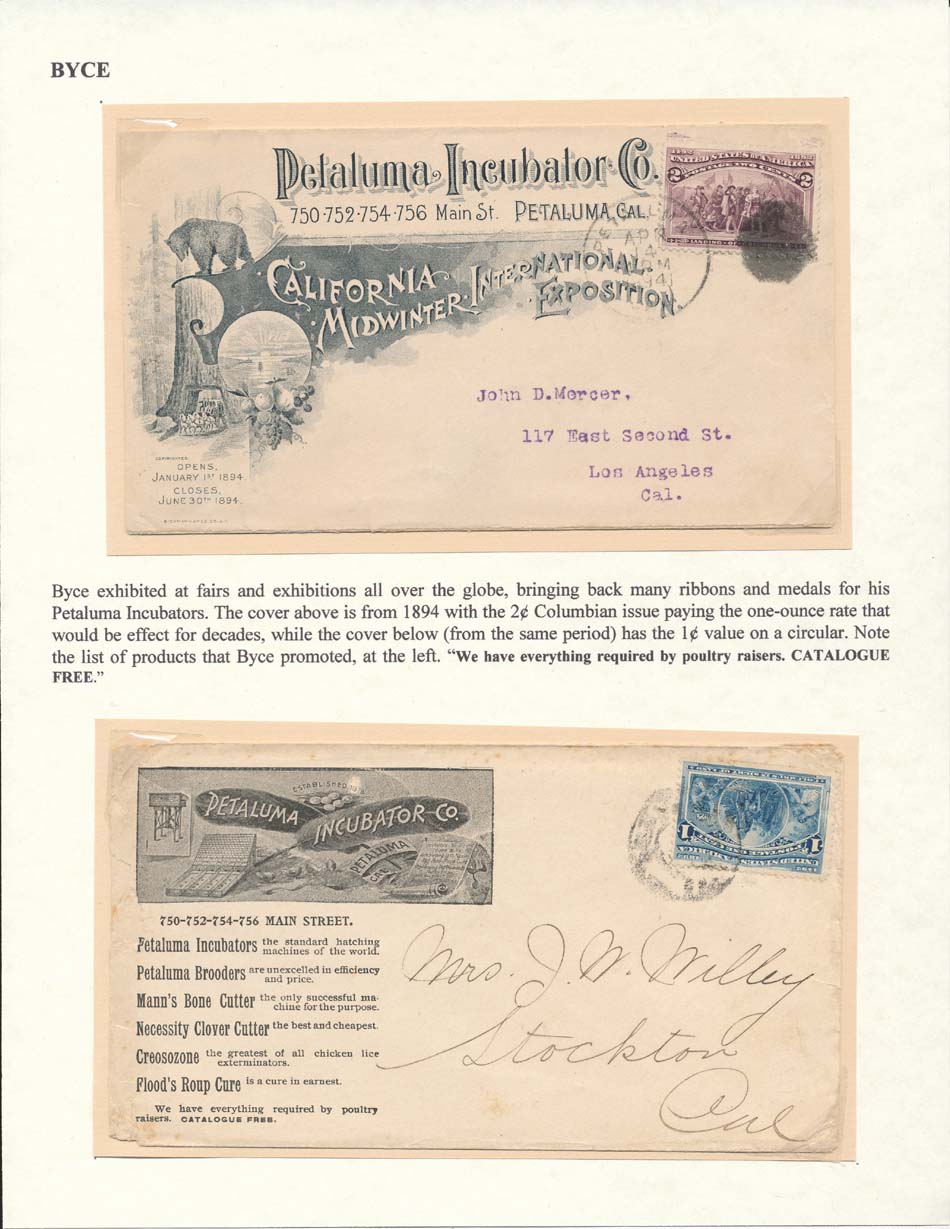 BYCE
Petaluma Incubator Co.
750-752-754-756 Main St. PETALUMA, CAL.
1492 1892
UNITED STATES OF AMERICA
POSTAGE TWO CENTS
2 2
LANDING OF COLUMBUS
APR
4
PM
94
CALIFORNIA
MIDWINTER INTERNATIONAL
EXPOSITION.
John D.Mercer,
117 East Second St.
Los Angeles
Cal.
COPYRIGHTED.
OPENS,
JANUARY 1ST 1894.
CLOSES,
JUNE 30TH 1894.
Byce exhibited at fairs and exhibitions all over the globe, bringing back many ribbons and medals for his
Petaluma Incubators. The cover above is from 1894 with the 2¢ Columbian issue paying the one-ounce rate that
would be effect for decades, while the cover below (from the same period) has the 1¢ value on a circular. Note
the list of products that Byce promoted, at the left. “We have everything required by poultry raisers. CATALOGUE
FREE.”
ESTABLISHED
PETALUMA
INCUBATOR CO.
PETALUMA
1492 1892
UNITED STATES OF AMERICA
POSTAGE ONE CENT
1 1
COLUMBUS IN SIGHT OF LAND
750-752-754-756 MAIN STREET.
Petaluma Incubators the standard hatching
machines of the world.
Petaluma Brooders are unexcelled in efficiency
and price.
Mann's Bone Cutter the only successful ma-
chine for the purpose.
Necessity Clover Cutter the best and cheapest.
Creosozone the greatest of all chicken lice
exterminators.
Flood's Roup Cure is a cure in earnest.
We have everything required by poultry
raisers. CATALOGUE FREE.
Mrs. J. W. Willey
Stockton
Cal